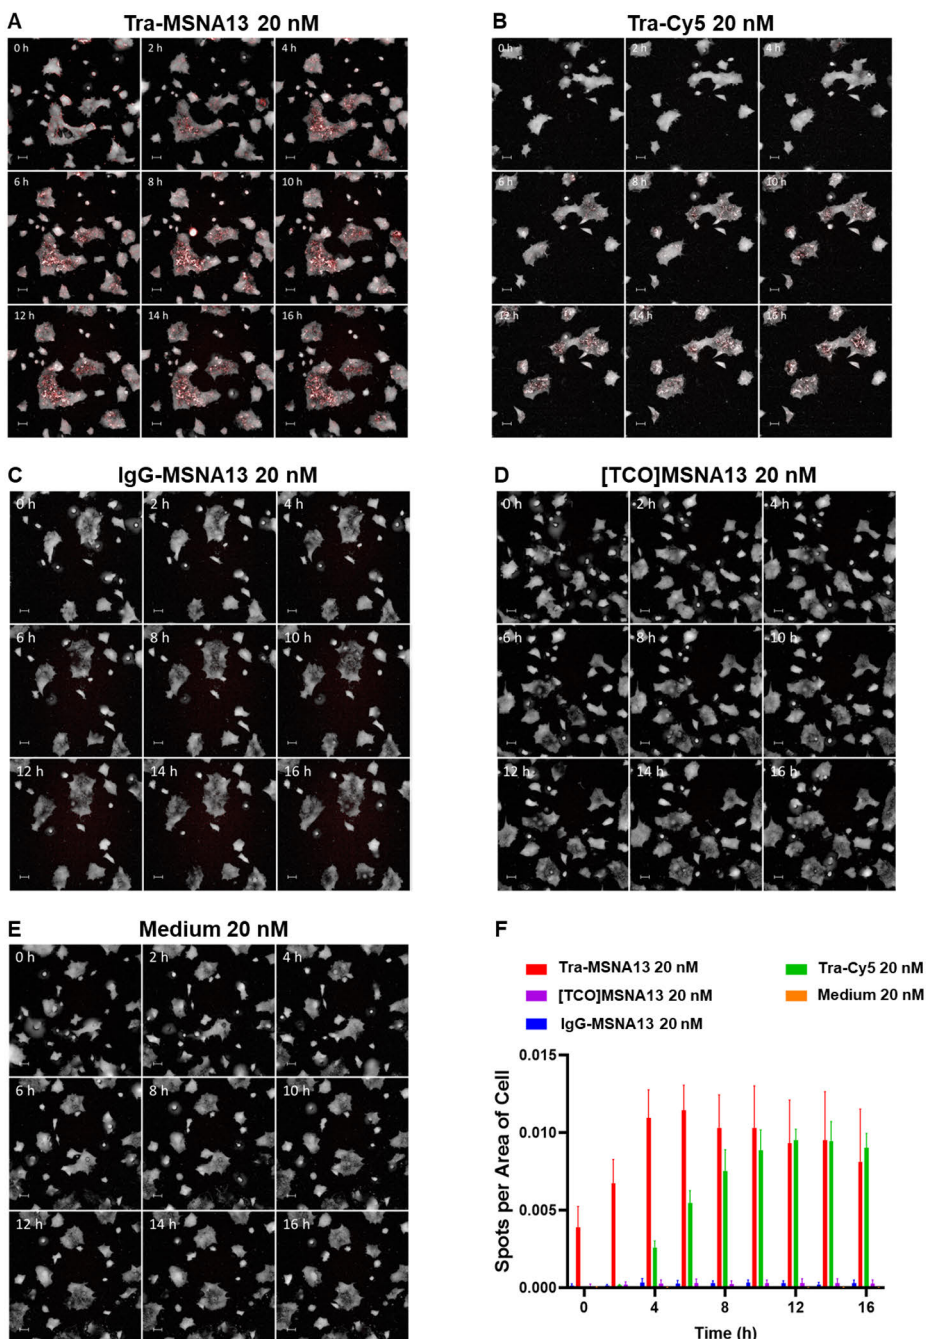 A
Tra-MSNA13 20 nM
0 h
2 h
4 h
6 h
8 h
10 h
12 h
14 h
16 h
B
Tra-Cy5 20 nM
0 h
2 h
4 h
6 h
8 h
10 h
12 h
14 h
16 h
C
IgG-MSNA13 20 nM
0 h
2 h
4 h
6 h
8 h
10 h
12 h
14 h
16 h
D
[TCO]MSNA13 20 nM
0 h
2 h
4 h
6 h
8 h
10 h
12 h
14 h
16 h
E
Medium 20 nM
0 h
2 h
4 h
6 h
8 h
10 h
12 h
14 h
16 h
F
Tra-MSNA13 20 nM
Tra-Cy5 20 nM
[TCO]MSNA13 20 nM
Medium 20 nM
IgG-MSNA13 20 nM
Spots per Area of Cell
0.015
0.010
0.005
0.000
0 4 8 12 16
Time (h)